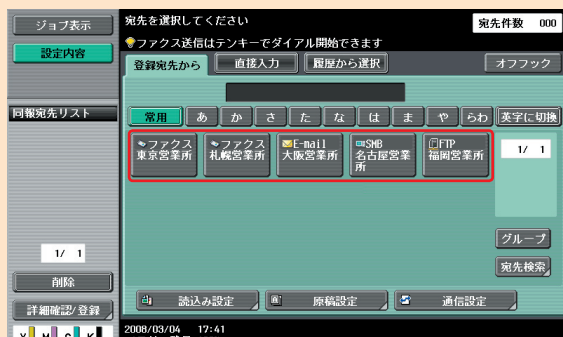 ジョブ表示
設定内容
同報宛先リスト
1/ 1
削除
詳細確認/登録
Y M C K
宛先を選択してください
宛先件数 000
ファクス送信はテンキーでダイアル開始できます
登録宛先から 直接入力 履歴から選択 オフフック
常用 あ か さ た な は ま や らわ 英字に切換
ファクス
東京営業所
ファクス
札幌営業所
E-mail
大阪営業所
SMB
名古屋営業
所
FTP
福岡営業所
1/ 1
グループ
宛先検索
読込み設定 原稿設定 通信設定
2008/03/04 17:41